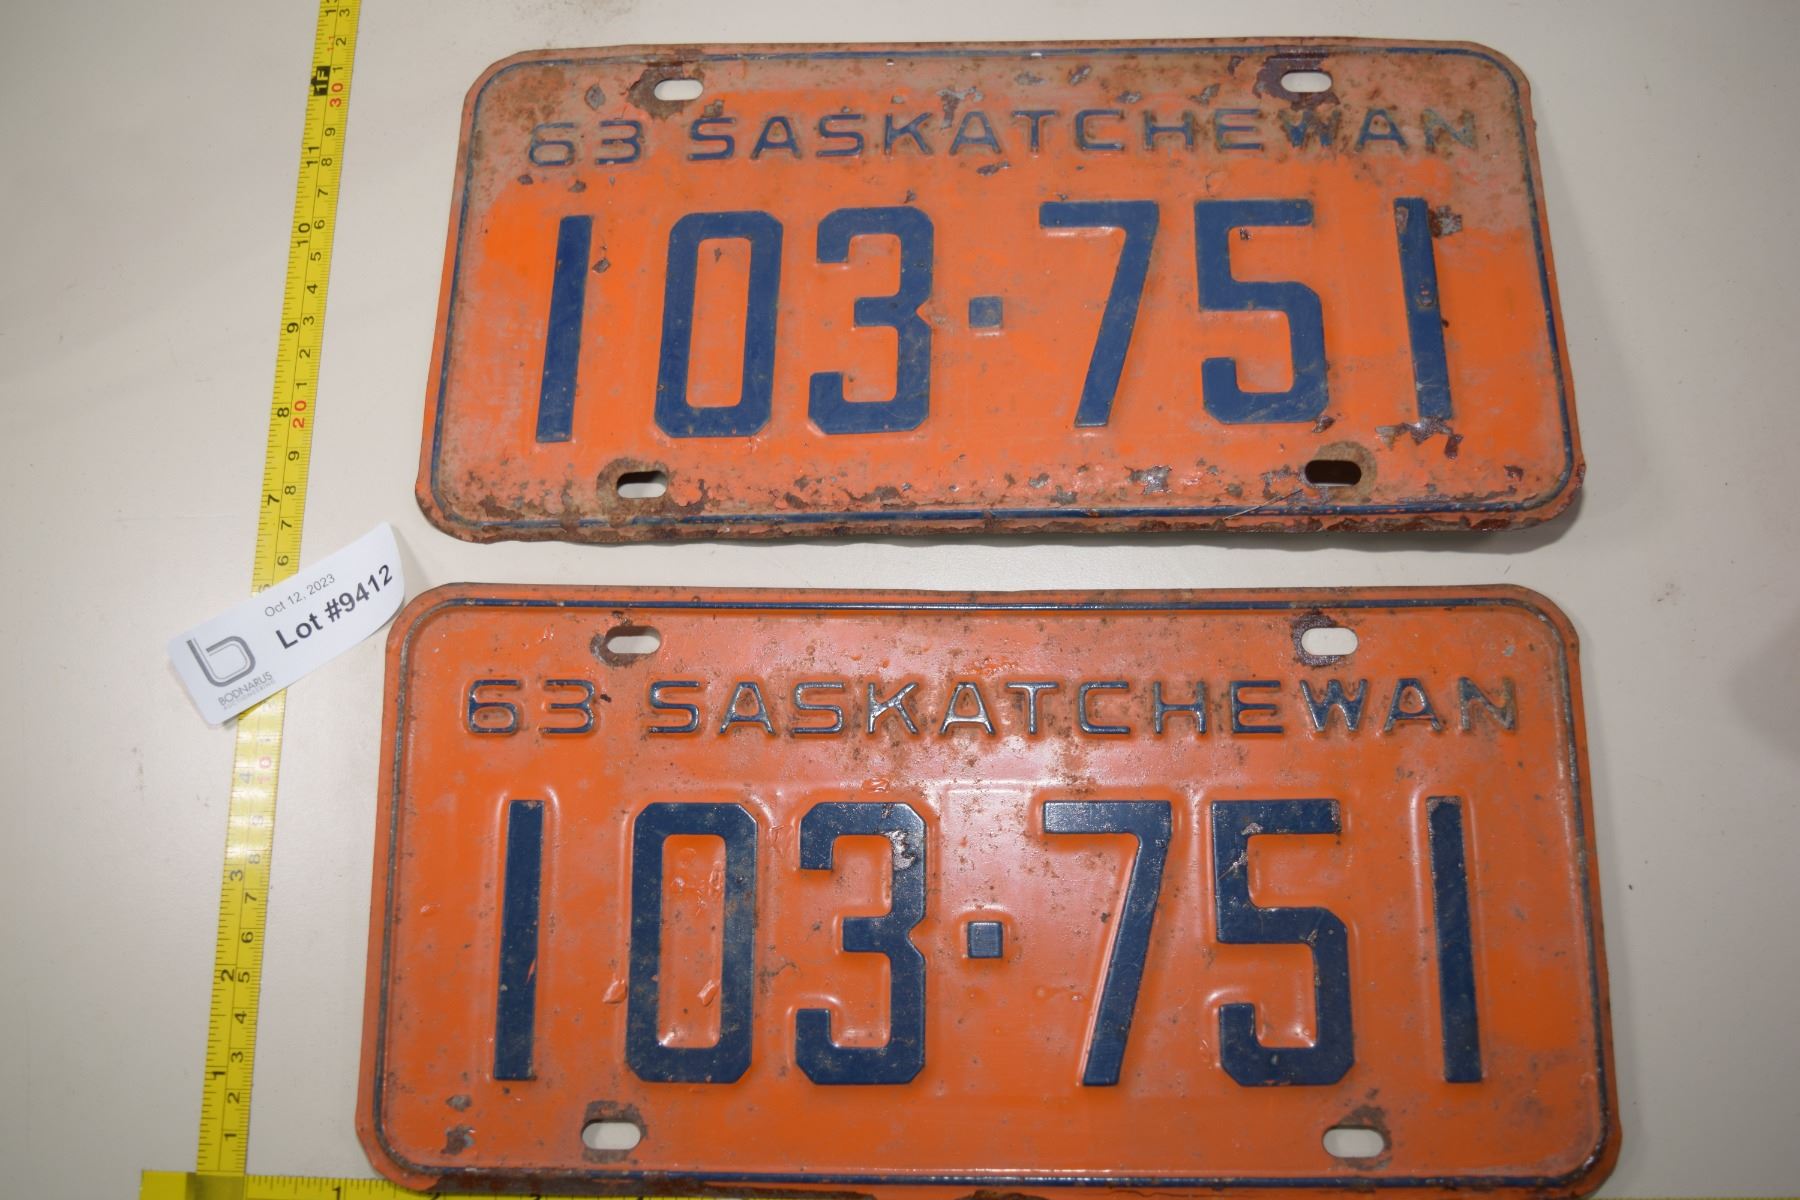 63 SASKATCHEWAN
103·751
Oct 12, 2023
Lot #9412
b
BODNARUS
63 SASKATCHEWAN
103·751